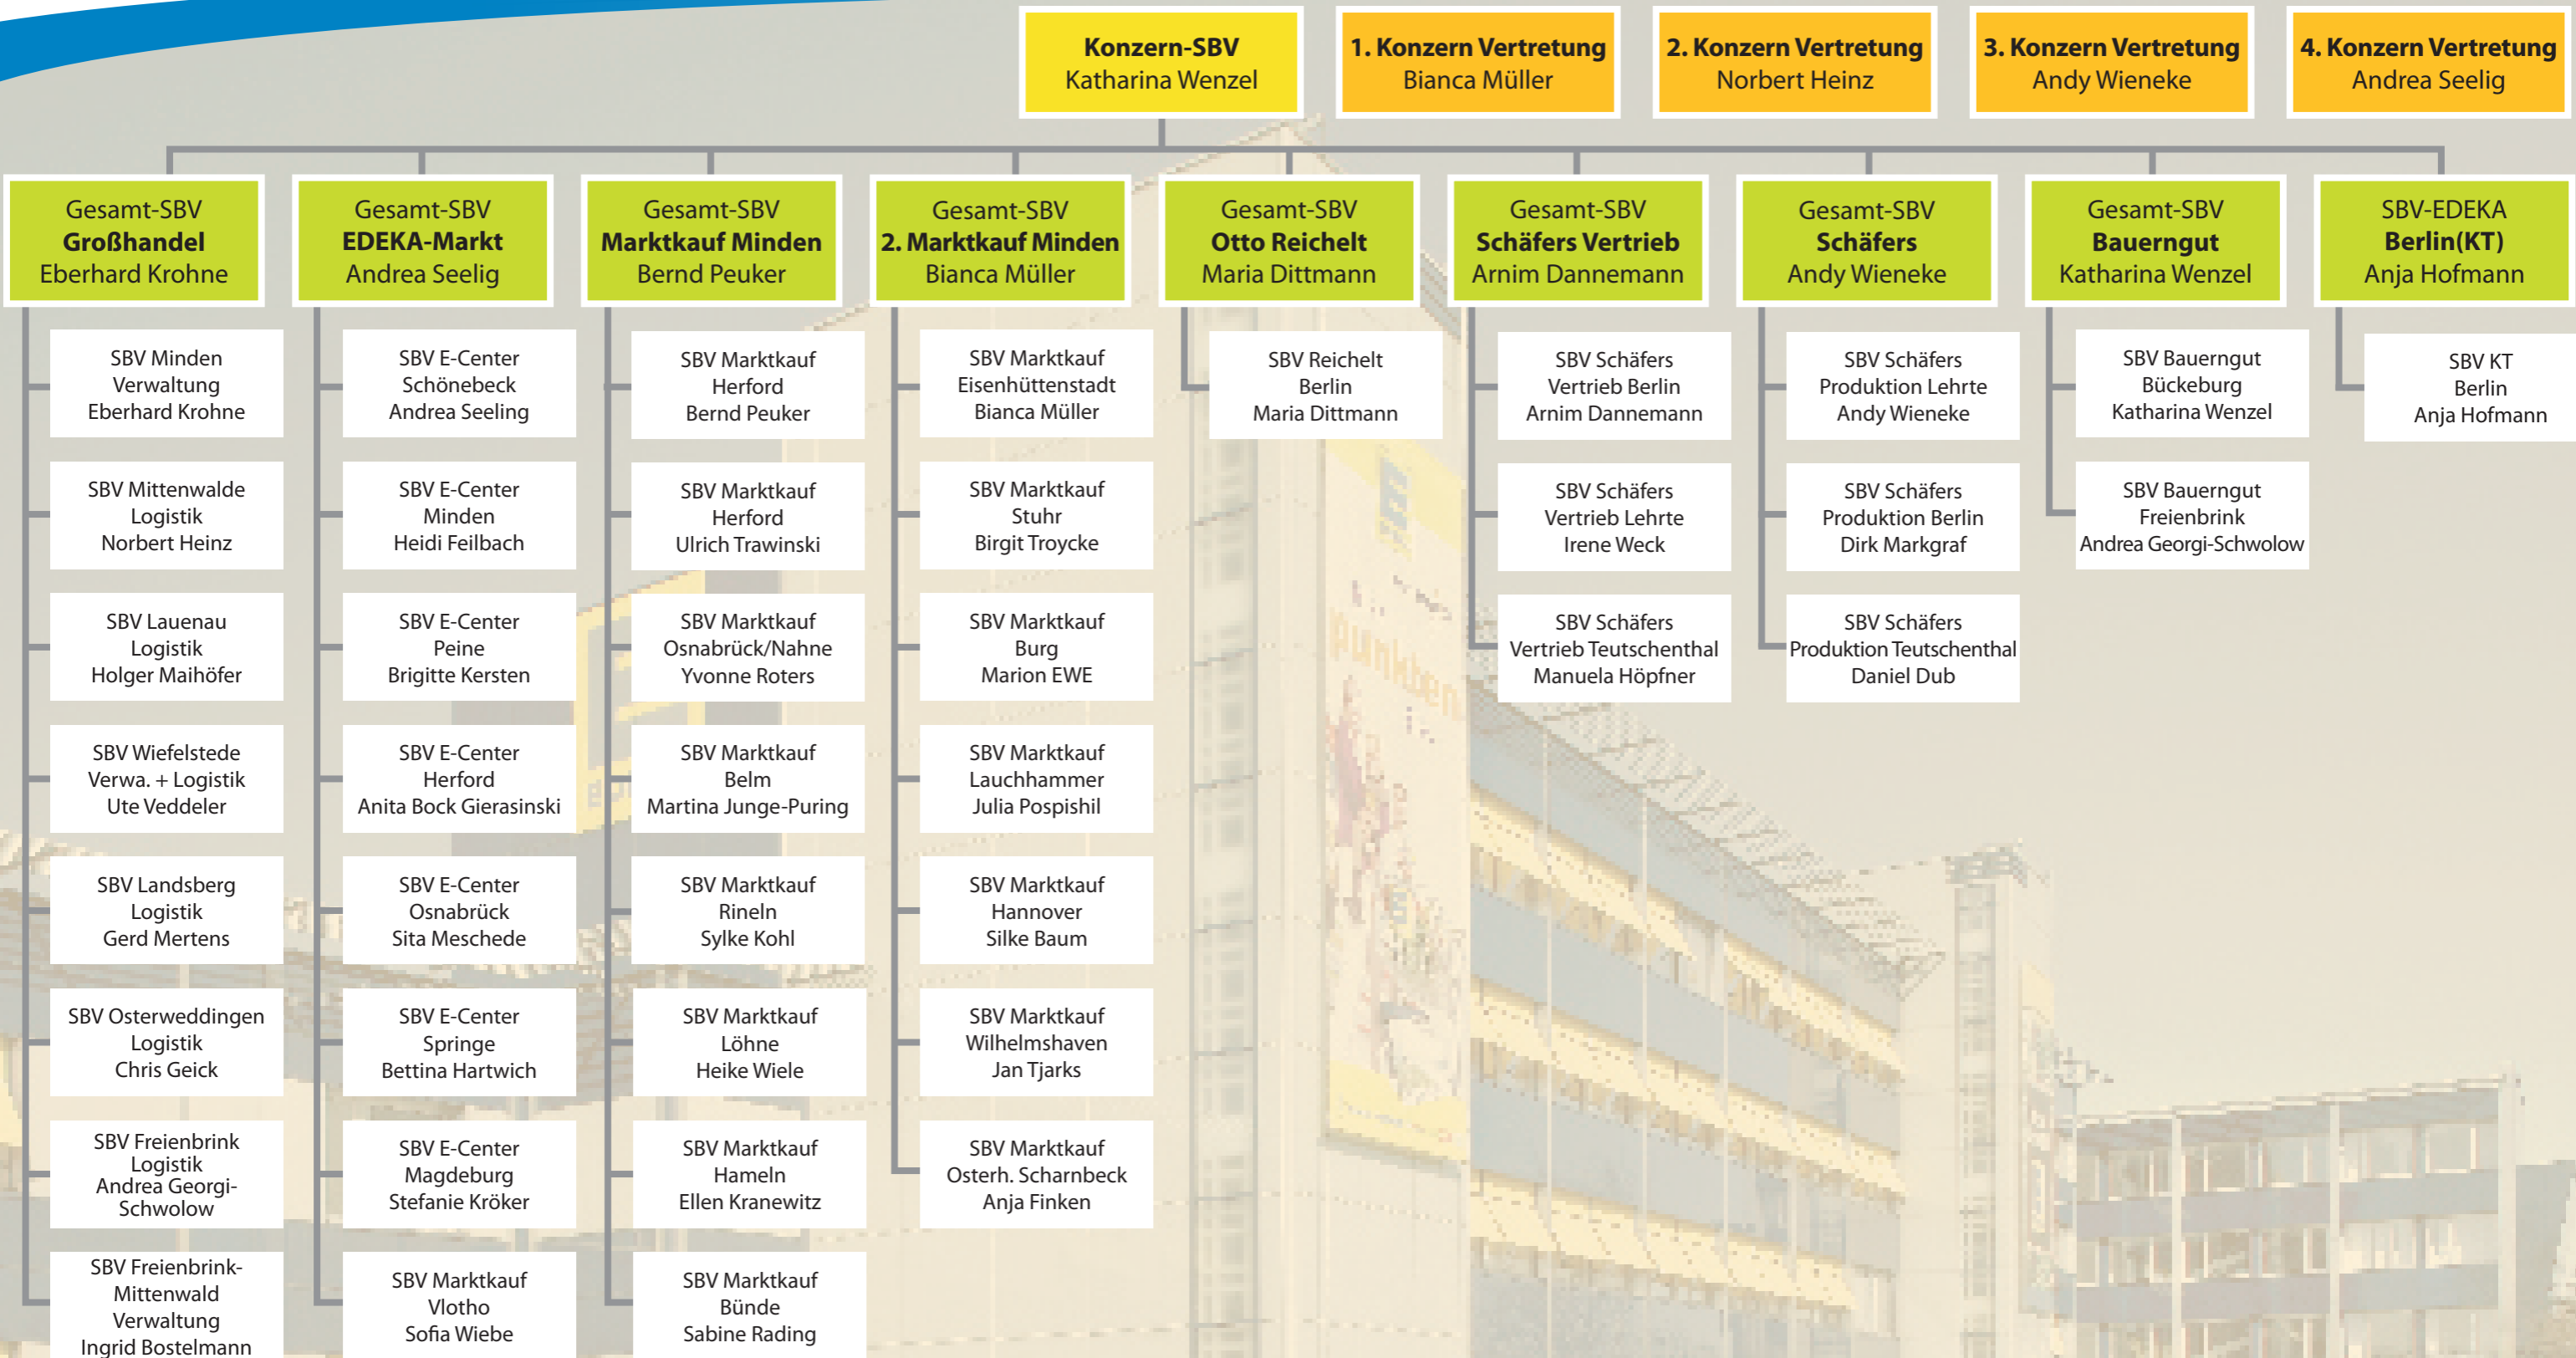 Konzern-SBV
Katharina Wenzel
1. Konzern Vertretung
Bianca Müller
2. Konzern Vertretung
Norbert Heinz
3. Konzern Vertretung
Andy Wieneke
4. Konzern Vertretung
Andrea Seelig
Gesamt-SBV
Großhandel
Eberhard Krohne
SBV Minden
Verwaltung
Eberhard Krohne
SBV Mittenwalde
Logistik
Norbert Heinz
SBV Lauenau
Logistik
Holger Maihöfer
SBV Wiefelstede
Verwa. + Logistik
Ute Veddeler
SBV Landsberg
Logistik
Gerd Mertens
SBV Osterweddingen
Logistik
Chris Geick
SBV Freienbrink
Logistik
Andrea Georgi-
Schwolow
SBV Freienbrink-
Mittenwald
Verwaltung
Ingrid Bostelmann
Gesamt-SBV
EDEKA-Markt
Andrea Seelig
SBV E-Center
Schönebeck
Andrea Seeling
SBV E-Center
Minden
Heidi Feilbach
SBV E-Center
Peine
Brigitte Kersten
SBV E-Center
Herford
Anita Bock Gierasinski
SBV E-Center
Osnabrück
Sita Meschede
SBV E-Center
Springe
Bettina Hartwich
SBV E-Center
Magdeburg
Stefanie Kröker
SBV Marktkauf
Vlotho
Sofia Wiebe
Gesamt-SBV
Marktkauf Minden
Bernd Peuker
SBV Marktkauf
Herford
Bernd Peuker
SBV Marktkauf
Herford
Ulrich Trawinski
SBV Marktkauf
Osnabrück/Nahne
Yvonne Roters
SBV Marktkauf
Belm
Martina Junge-Puring
SBV Marktkauf
Rineln
Sylke Kohl
SBV Marktkauf
Löhne
Heike Wiele
SBV Marktkauf
Hameln
Ellen Kranewitz
SBV Marktkauf
Bünde
Sabine Rading
Gesamt-SBV
2. Marktkauf Minden
Bianca Müller
SBV Marktkauf
Eisenhüttenstadt
Bianca Müller
SBV Marktkauf
Stuhr
Birgit Troycke
SBV Marktkauf
Burg
Marion EWE
SBV Marktkauf
Lauchhammer
Julia Pospishil
SBV Marktkauf
Hannover
Silke Baum
SBV Marktkauf
Wilhelmshaven
Jan Tjarks
SBV Marktkauf
Osterh. Scharnbeck
Anja Finken
Gesamt-SBV
Otto Reichelt
Maria Dittmann
SBV Reichelt
Berlin
Maria Dittmann
Gesamt-SBV
Schäfers Vertrieb
Arnim Dannemann
SBV Schäfers
Vertrieb Berlin
Arnim Dannemann
SBV Schäfers
Vertrieb Lehrte
Irene Weck
SBV Schäfers
Vertrieb Teutschenthal
Manuela Höpfner
Gesamt-SBV
Schäfers
Andy Wieneke
SBV Schäfers
Produktion Lehrte
Andy Wieneke
SBV Schäfers
Produktion Berlin
Dirk Markgraf
SBV Schäfers
Produktion Teutschenthal
Daniel Dub
Gesamt-SBV
Bauerngut
Katharina Wenzel
SBV Bauerngut
Bückeburg
Katharina Wenzel
SBV Bauerngut
Freienbrink
Andrea Georgi-Schwolow
SBV-EDEKA
Berlin(KT)
Anja Hofmann
SBV KT
Berlin
Anja Hofmann
punkten